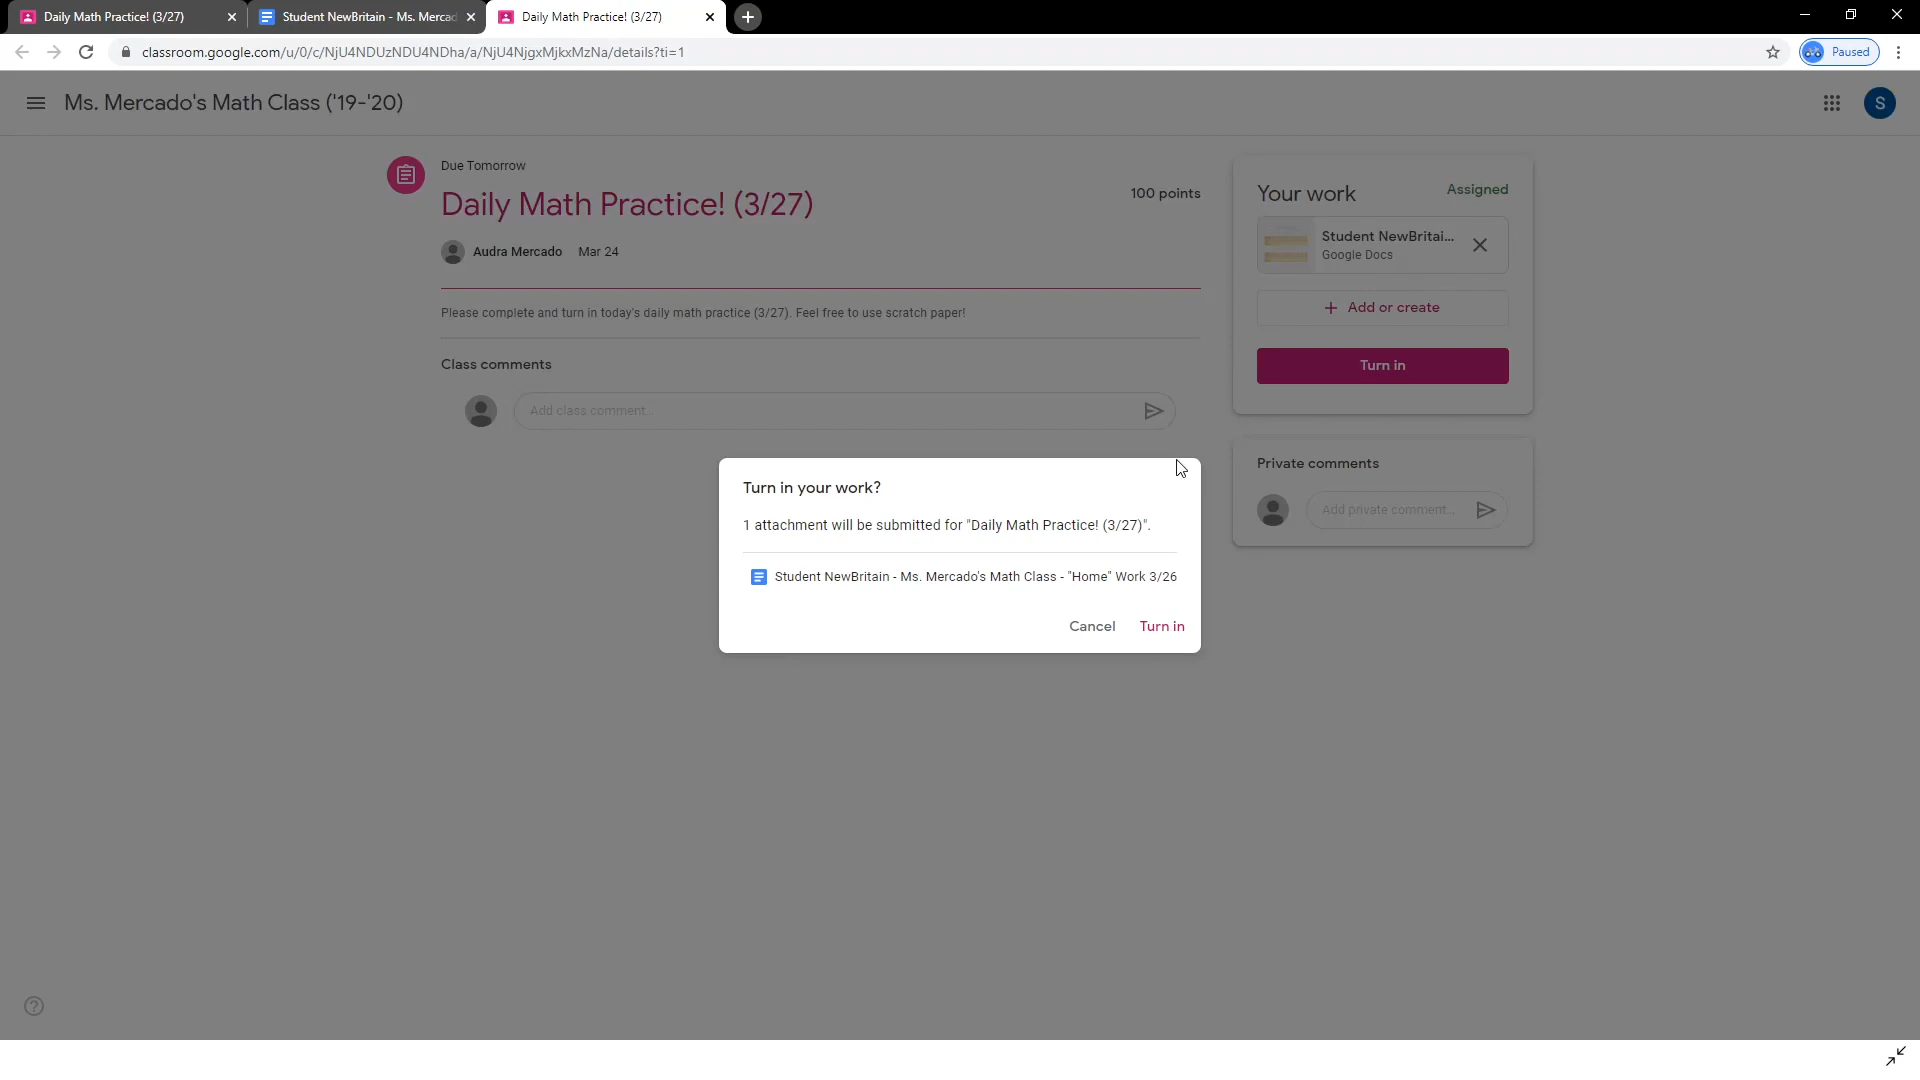 Daily Math Practice! (3/27)
Student NewBritain - Ms. Mercad
Daily Math Practice! (3/27)
classroom.google.com/u/0/c/NjU4NDUzNDU4NDha/a/NjU4NjgxMjkxMzNa/details?ti=1
Paused
Ms. Mercado's Math Class ('19-'20)
S
Due Tomorrow
Daily Math Practice! (3/27)
100 points
Audra Mercado Mar 24
Please complete and turn in today's daily math practice (3/27). Feel free to use scratch paper!
Class comments
Add class comment...
Your work
Assigned
Student NewBritai...
Google Docs
+ Add or create
Turn in
Private comments
Add private comment...
Turn in your work?
1 attachment will be submitted for "Daily Math Practice! (3/27)".
Student NewBritain - Ms. Mercado's Math Class - "Home" Work 3/26
Cancel Turn in